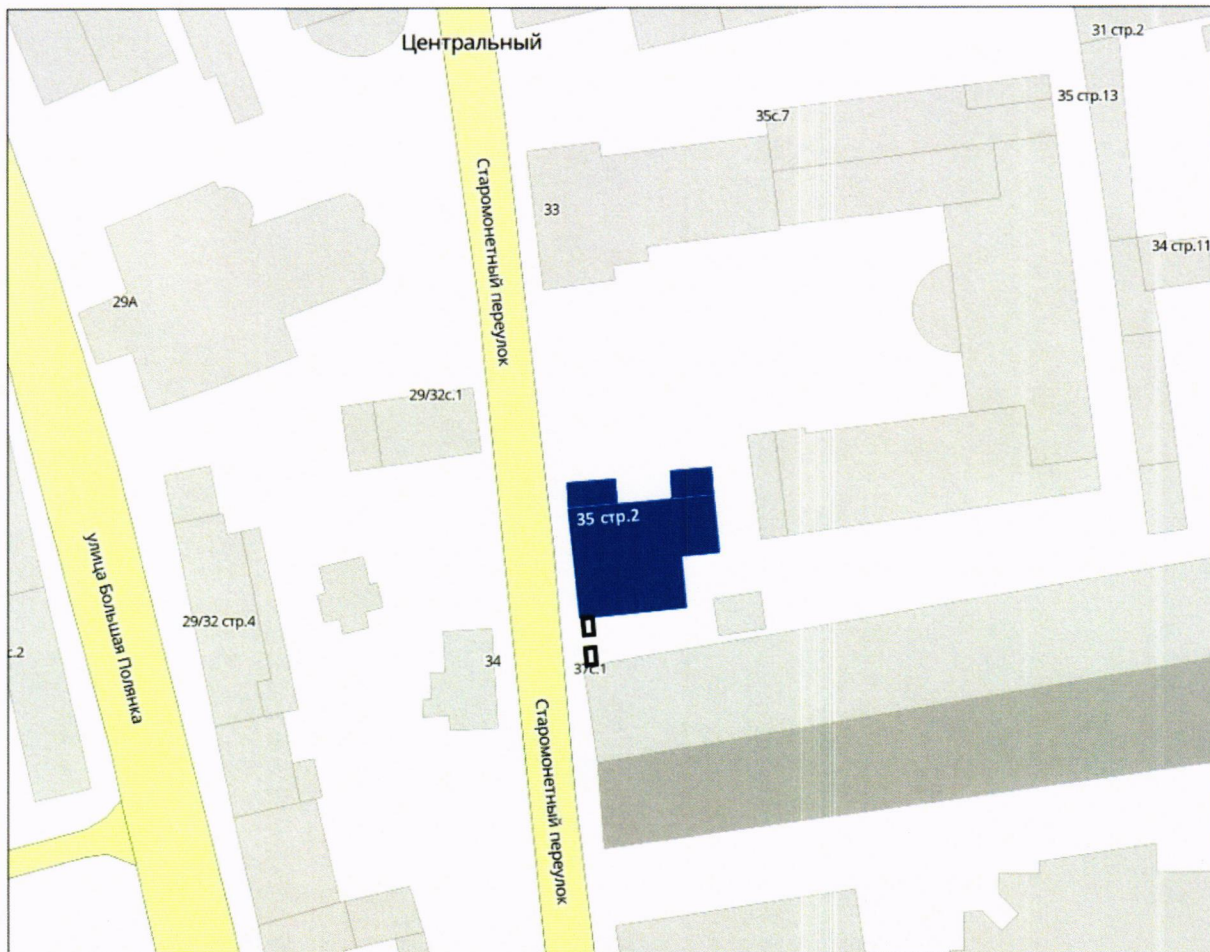 31 стр.2
Центральный
35 стр.13
35с.7
Старомонетный переулок
33
34 стр.11
29А
29/32с.1
35 стр.2
улица Большая Полянка
29/32 стр.4
с.2
34
37с.1
Старомонетный переулок